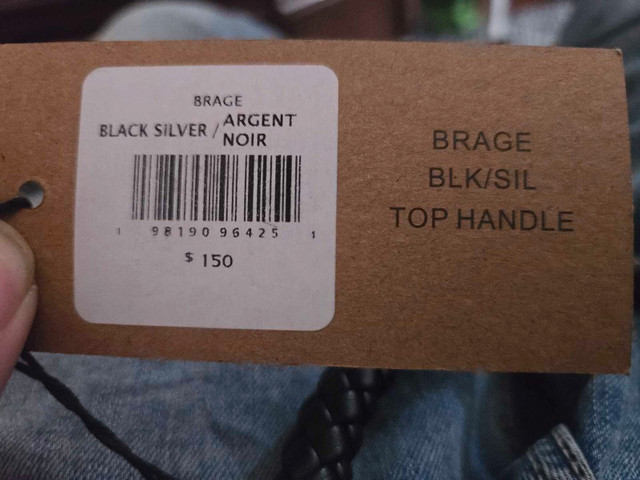 BRAGE
BLACK SILVER / ARGENT NOIR
1 98190 96425 1
$ 150
BRAGE
BLK/SIL
TOP HANDLE